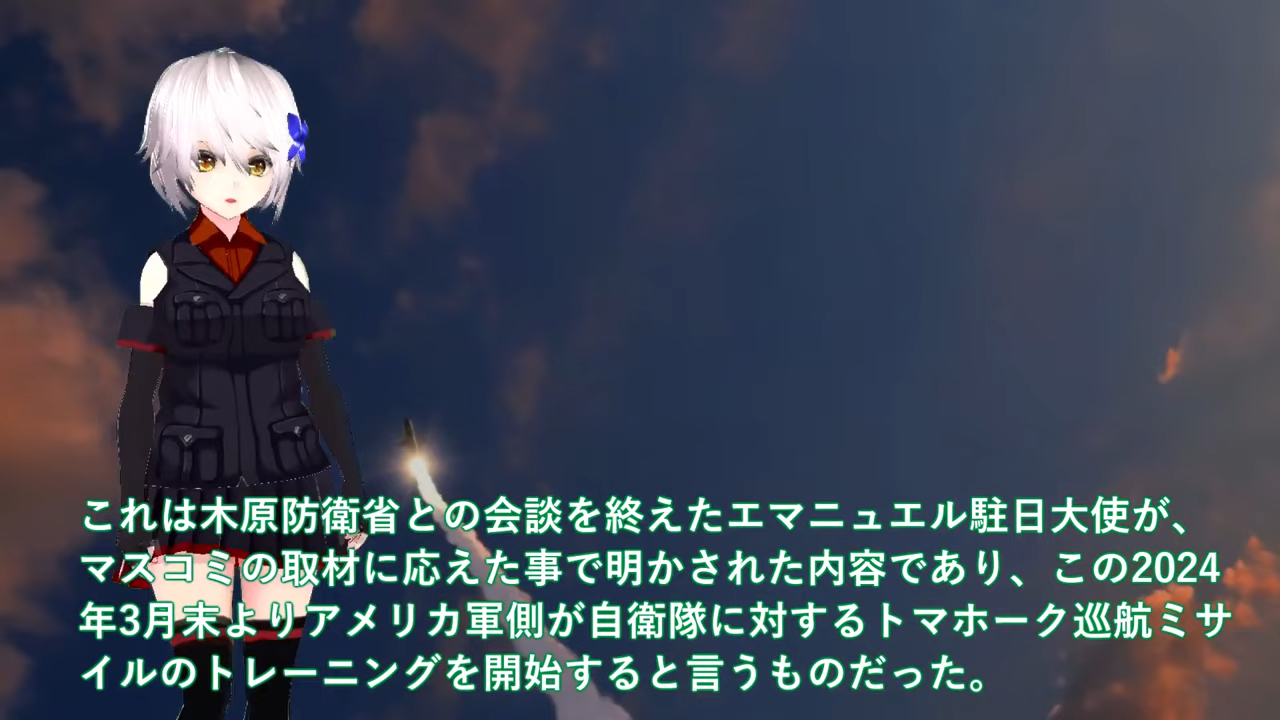 これは木原防衛省との会談を終えたエマニュエル駐日大使が、
マスコミの取材に応えた事で明かされた内容であり、この2024
年3月末よりアメリカ軍側が自衛隊に対するトマホーク巡航ミサ
イルのトレーニングを開始すると言うものだった。